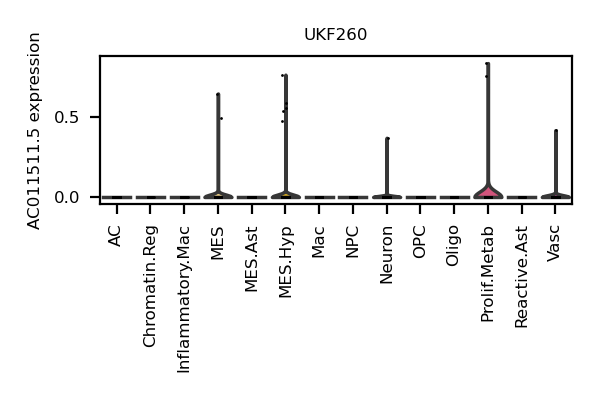 UKF260
AC011511.5 expression
0.5
0.0
AC
Chromatin.Reg
Inflammatory.Mac
MES
MES.Ast
MES.Hyp
Mac
NPC
Neuron
OPC
Oligo
Prolif.Metab
Reactive.Ast
Vasc